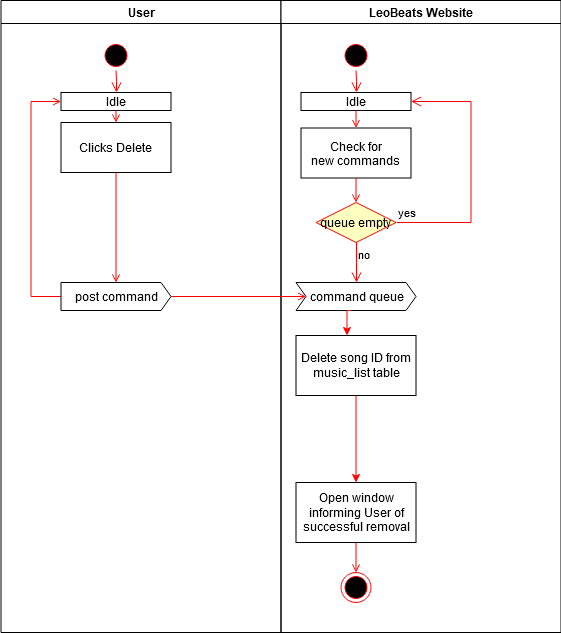 User
LeoBeats Website
Idle
Idle
Clicks Delete
Check for
new commands
queue empty
yes
no
post command
command queue
Delete song ID from
music_list table
Open window
informing User of
successful removal